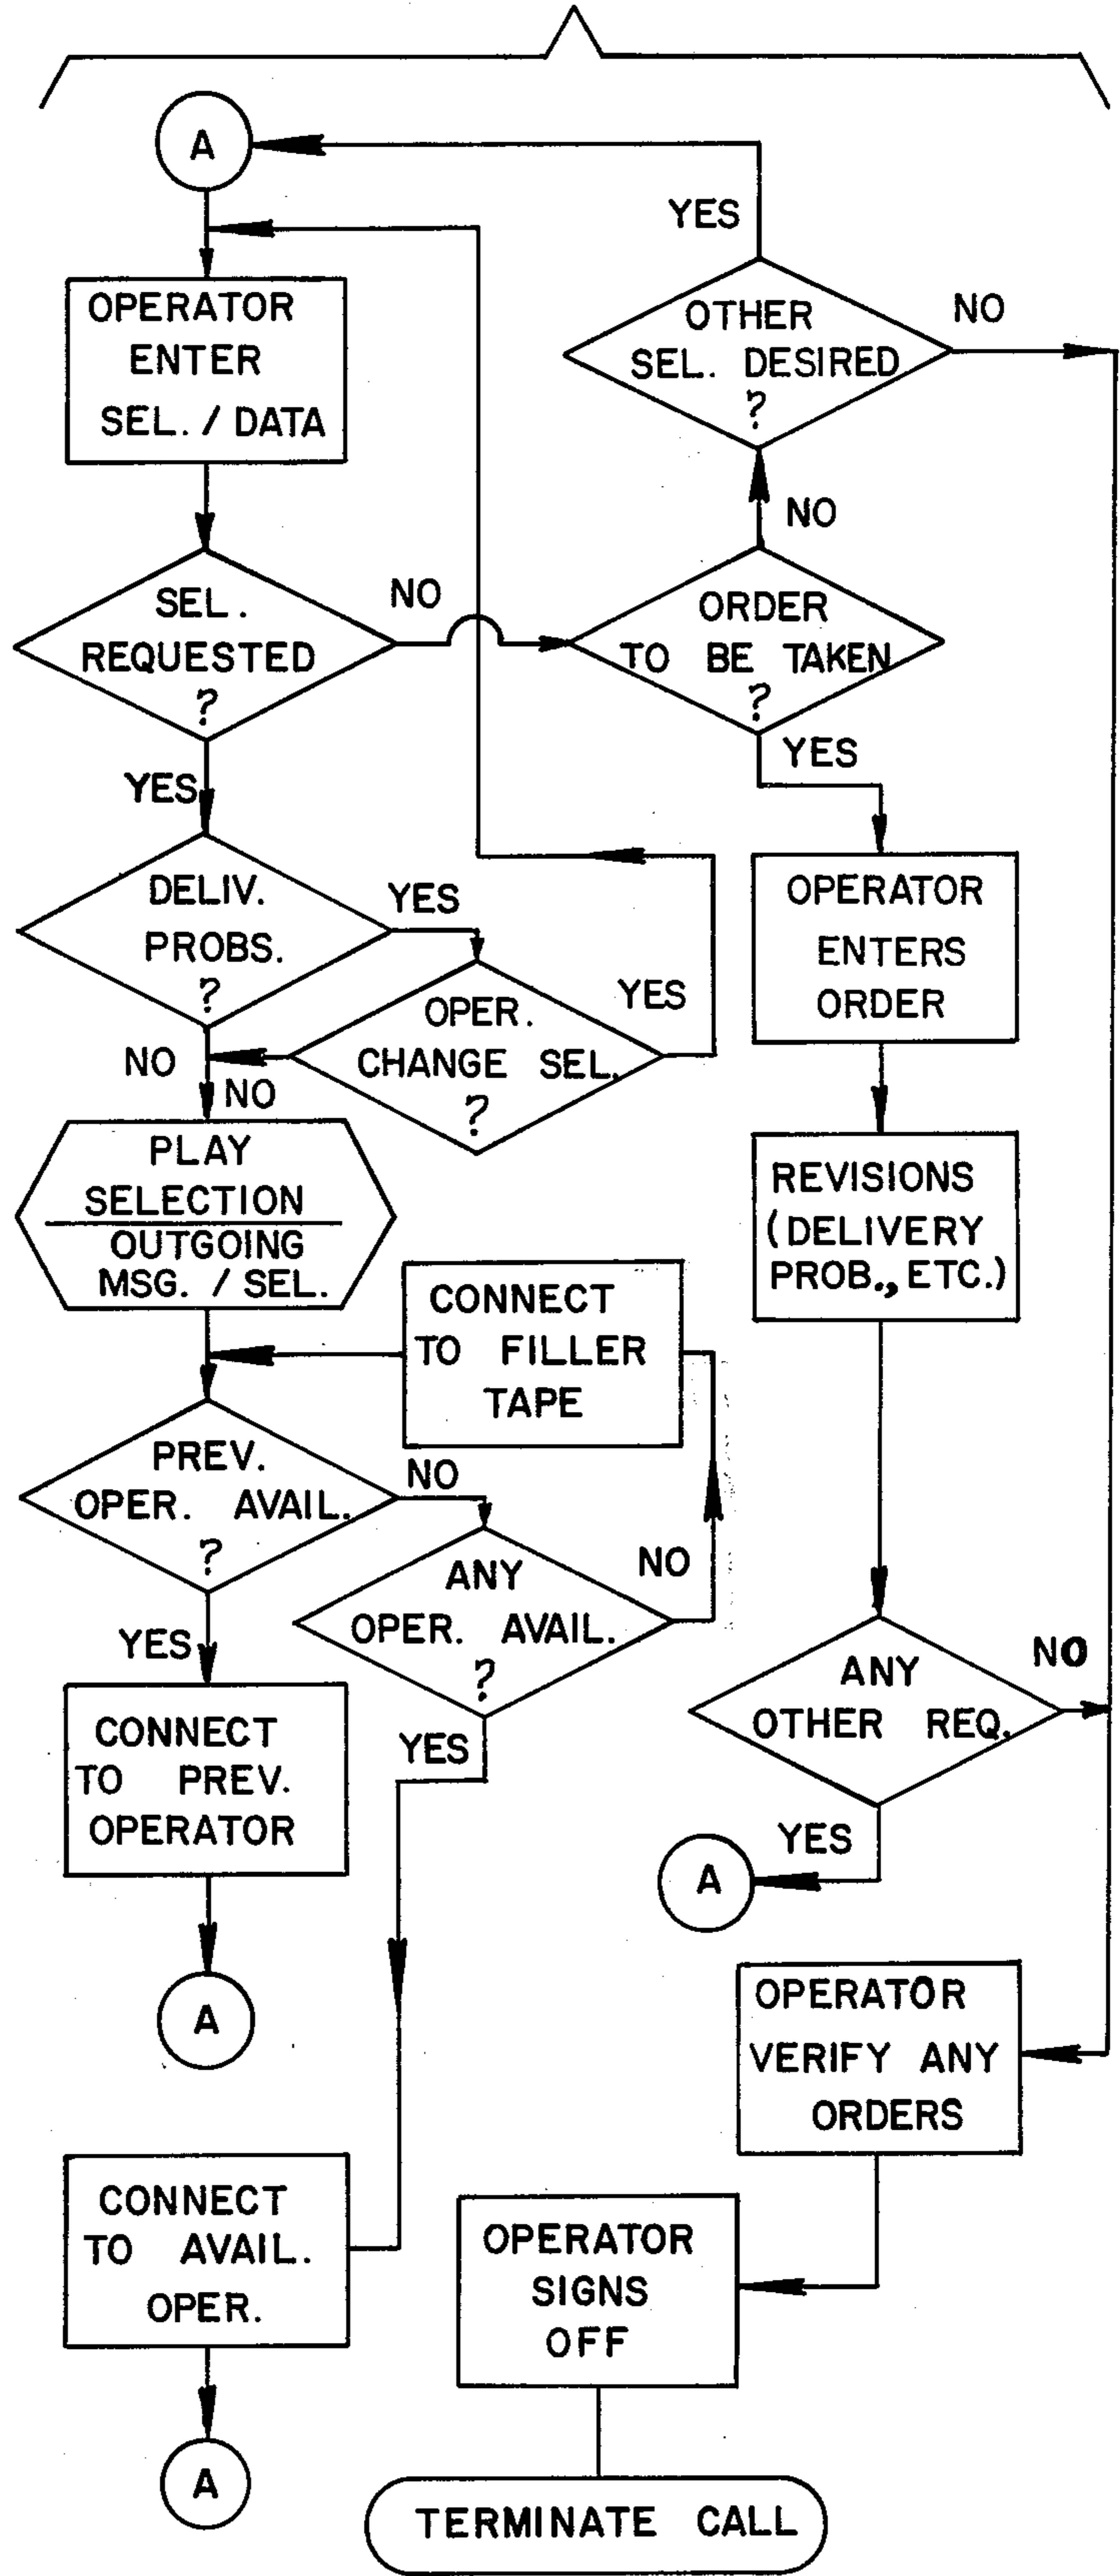 A
OPERATOR
ENTER
SEL. / DATA
SEL.
REQUESTED
?
NO
YES
DELIV.
PROBS.
?
YES
NO
OPER.
CHANGE SEL.
?
YES
NO
PLAY
SELECTION
OUTGOING
MSG. / SEL.
CONNECT
TO FILLER
TAPE
PREV.
OPER. AVAIL.
?
NO
YES
ANY
OPER. AVAIL.
?
NO
YES
CONNECT
TO PREV.
OPERATOR
A
CONNECT
TO AVAIL.
OPER.
A
YES
OTHER
SEL. DESIRED
?
NO
NO
ORDER
TO BE TAKEN
?
YES
OPERATOR
ENTERS
ORDER
REVISIONS
(DELIVERY
PROB., ETC.)
ANY
OTHER REQ.
NO
YES
A
OPERATOR
VERIFY ANY
ORDERS
OPERATOR
SIGNS
OFF
TERMINATE CALL